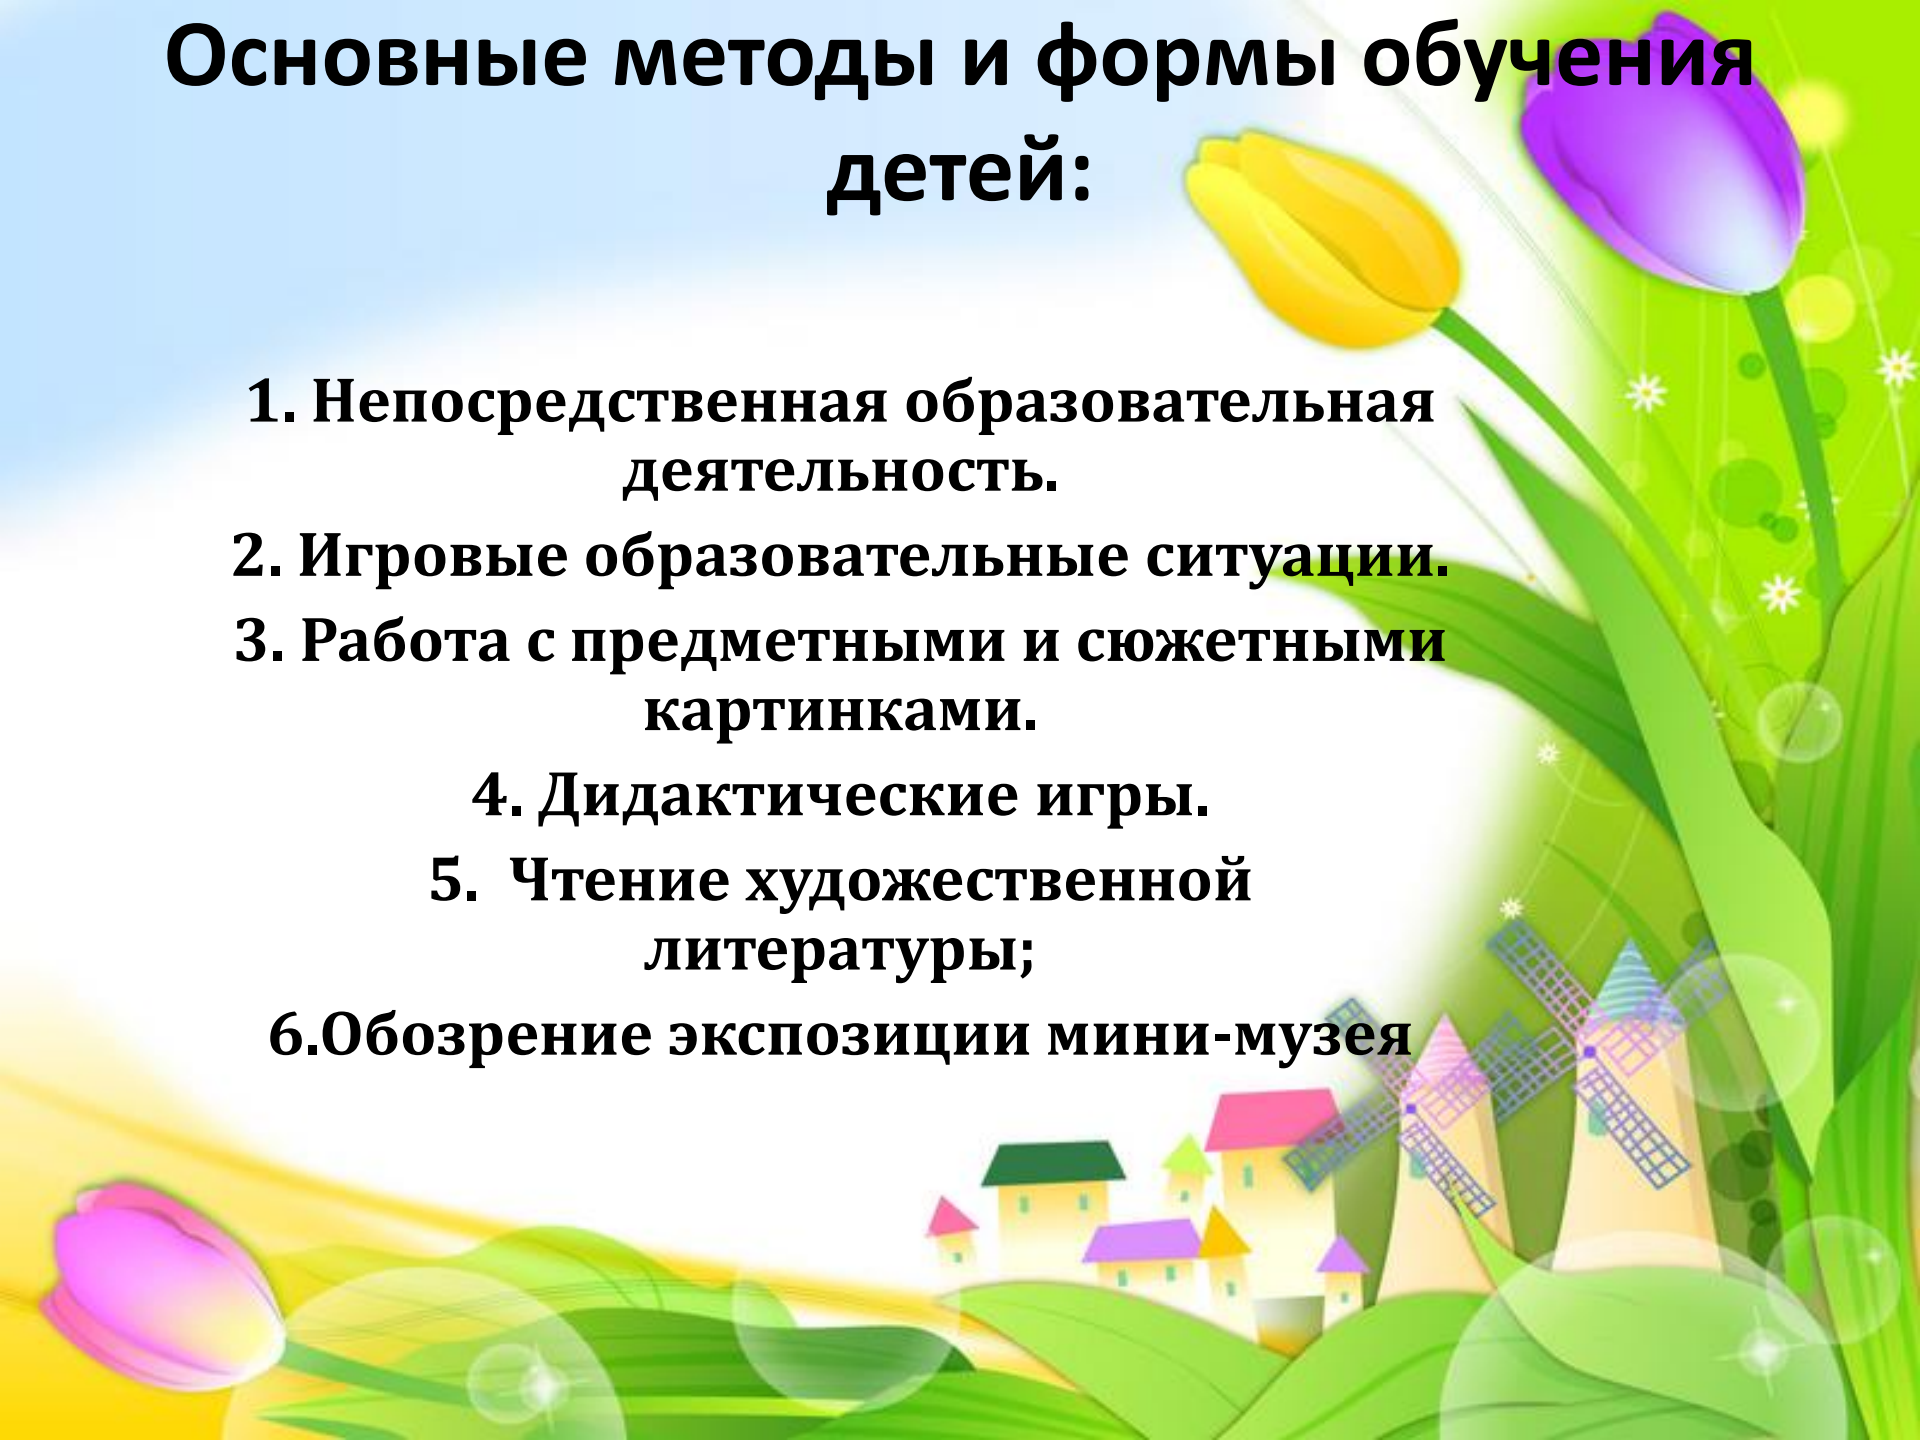 Основные методы и формы обучения
детей:
1. Непосредственная образовательная
деятельность.
2. Игровые образовательные ситуации.
3. Работа с предметными и сюжетными
картинками.
4. Дидактические игры.
5.  Чтение художественной
литературы;
6.Обозрение экспозиции мини-музея